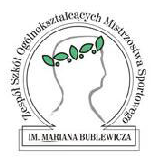 Zespół Szkół Ogólnokształcących Mistrzostwa Sportowego
IM. MARIANA BUBLEWICZA